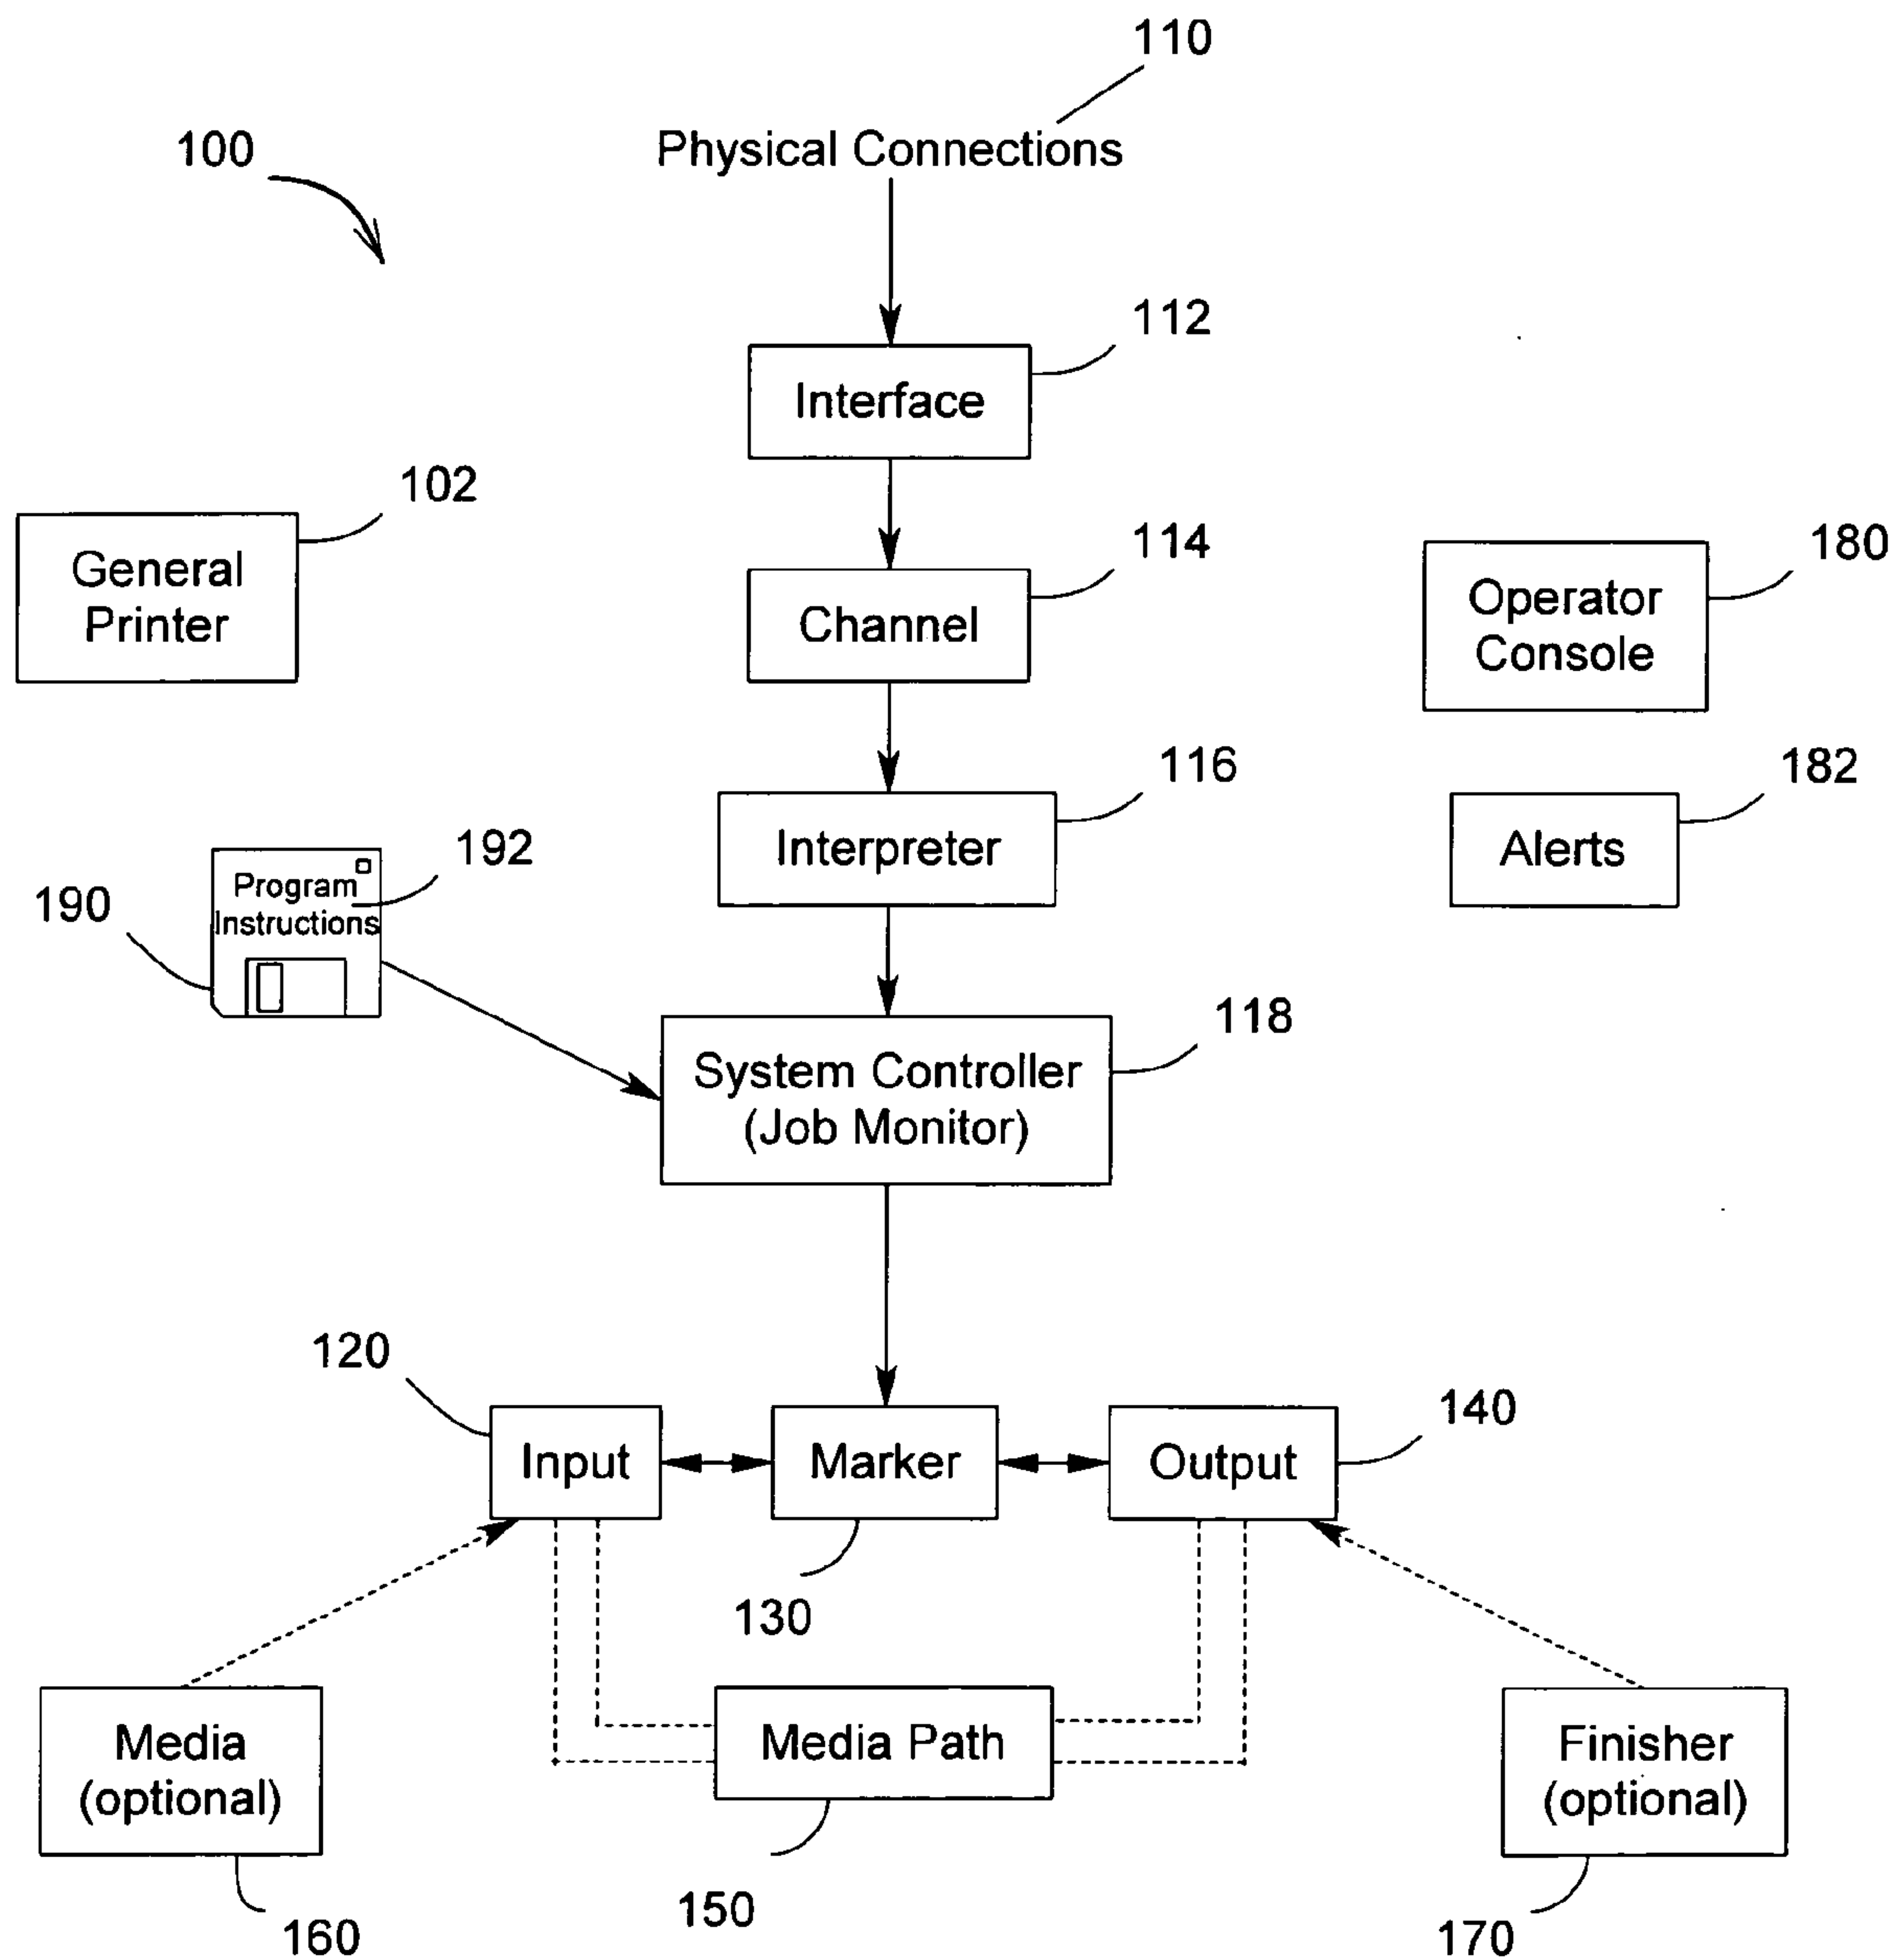 110
Physical Connections
100
112
Interface
102
General
Printer
114
Channel
180
Operator
Console
116
Interpreter
182
Alerts
192
Program
Instructions
190
118
System Controller
(Job Monitor)
120
Input
Marker
140
Output
130
Media
(optional)
Media Path
Finisher
(optional)
160
150
170